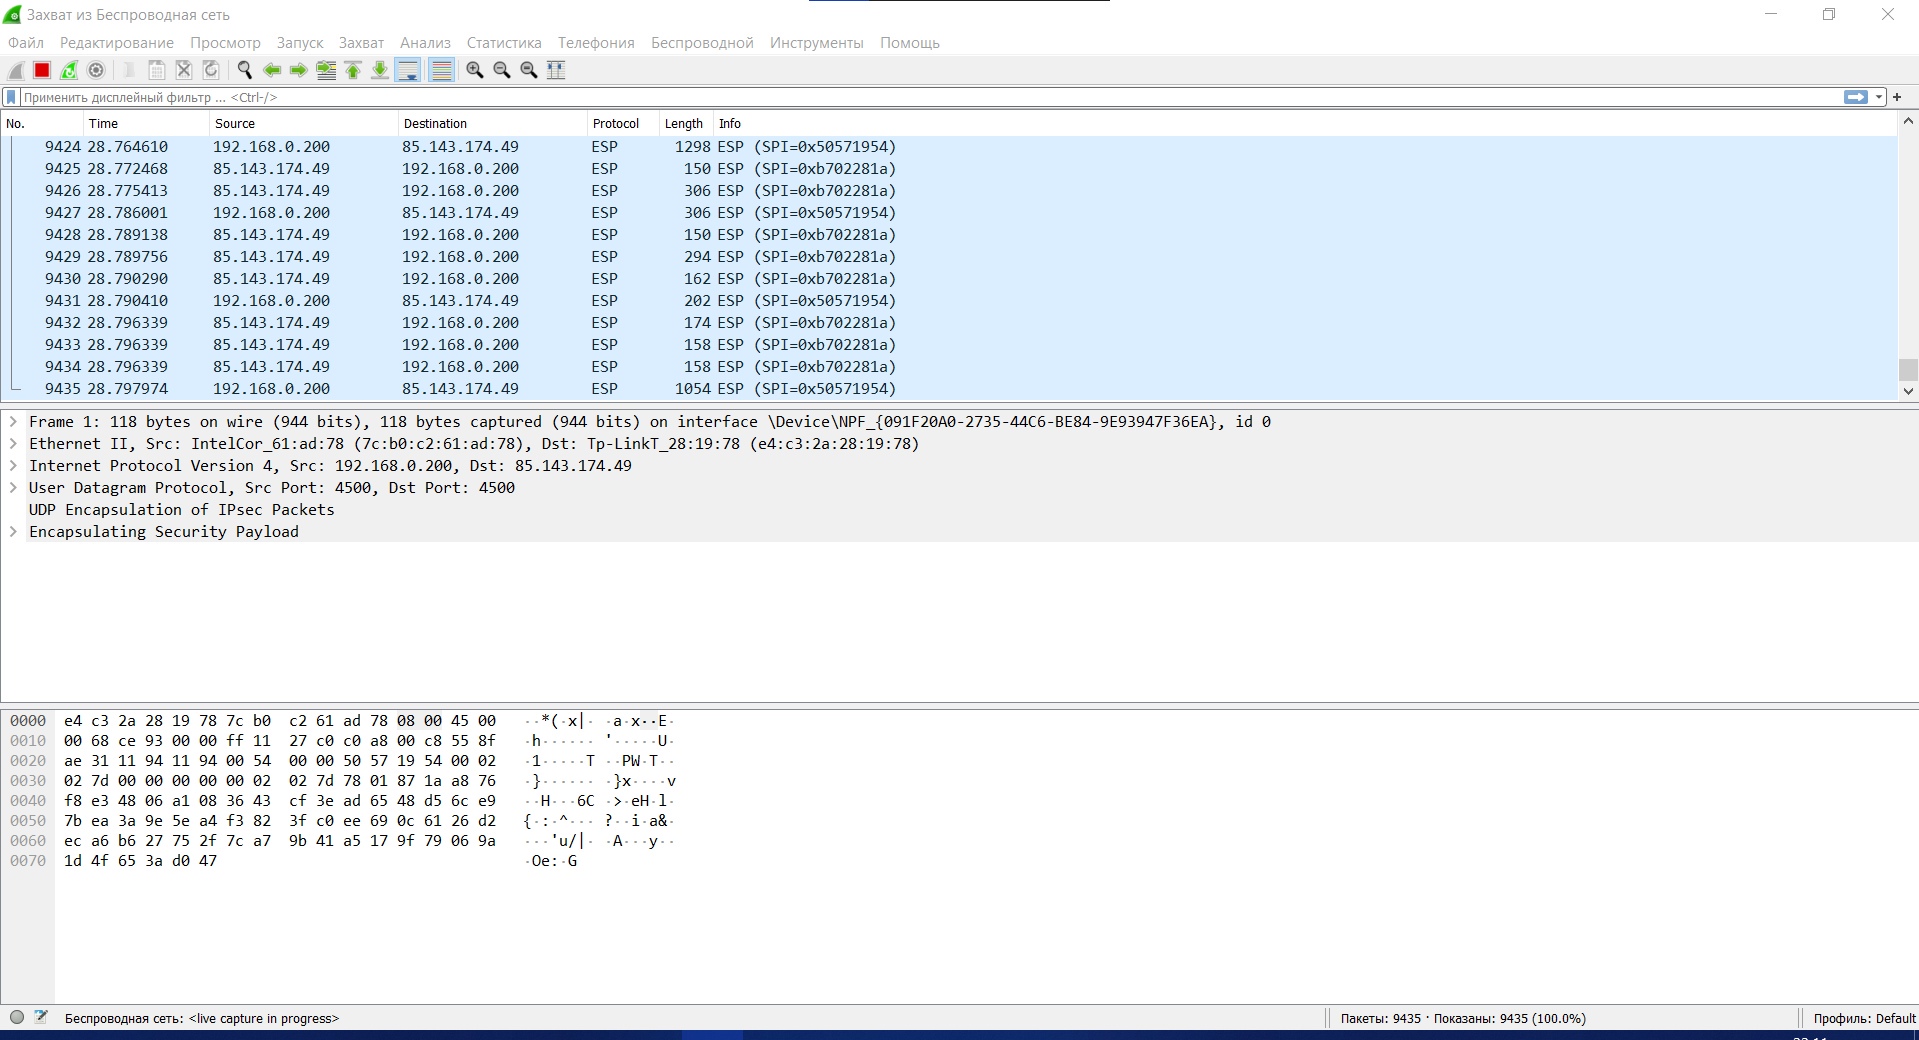 Захват из Беспроводная сеть
Файл Редактирование Просмотр Запуск Захват Анализ Статистика Телефония Беспроводной Инструменты Помощь
Применить дисплейный фильтр ... <Ctrl-/>
No. Time Source Destination Protocol Length Info
9424 28.764610 192.168.0.200 85.143.174.49 ESP 1298 ESP (SPI=0x50571954)
9425 28.772468 85.143.174.49 192.168.0.200 ESP 150 ESP (SPI=0xb702281a)
9426 28.775413 85.143.174.49 192.168.0.200 ESP 306 ESP (SPI=0xb702281a)
9427 28.786001 192.168.0.200 85.143.174.49 ESP 306 ESP (SPI=0x50571954)
9428 28.789138 85.143.174.49 192.168.0.200 ESP 150 ESP (SPI=0xb702281a)
9429 28.789756 85.143.174.49 192.168.0.200 ESP 294 ESP (SPI=0xb702281a)
9430 28.790290 85.143.174.49 192.168.0.200 ESP 162 ESP (SPI=0xb702281a)
9431 28.790410 192.168.0.200 85.143.174.49 ESP 202 ESP (SPI=0x50571954)
9432 28.796339 85.143.174.49 192.168.0.200 ESP 174 ESP (SPI=0xb702281a)
9433 28.796339 85.143.174.49 192.168.0.200 ESP 158 ESP (SPI=0xb702281a)
9434 28.796339 85.143.174.49 192.168.0.200 ESP 158 ESP (SPI=0xb702281a)
9435 28.797974 192.168.0.200 85.143.174.49 ESP 1054 ESP (SPI=0x50571954)
Frame 1: 118 bytes on wire (944 bits), 118 bytes captured (944 bits) on interface \Device\NPF_{091F20A0-2735-44C6-BE84-9E93947F36EA}, id 0
Ethernet II, Src: IntelCor_61:ad:78 (7c:b0:c2:61:ad:78), Dst: Tp-LinkT_28:19:78 (e4:c3:2a:28:19:78)
Internet Protocol Version 4, Src: 192.168.0.200, Dst: 85.143.174.49
User Datagram Protocol, Src Port: 4500, Dst Port: 4500
UDP Encapsulation of IPsec Packets
Encapsulating Security Payload
0000 e4 c3 2a 28 19 78 7c b0 c2 61 ad 78 08 00 45 00 ··*(·x|· ·a·x··E·
0010 00 68 ce 93 00 00 ff 11 27 c0 c0 a8 00 c8 55 8f ·h······ '·····U·
0020 ae 31 11 94 11 94 00 54 00 00 50 57 19 54 00 02 ·1·····T ··PW·T··
0030 02 7d 00 00 00 00 00 02 02 7d 78 01 87 1a a8 76 ·}······ ·}x····v
0040 f8 e3 48 06 a1 08 36 43 cf 3e ad 65 48 d5 6c e9 ··H···6C ·>·eH·l·
0050 7b ea 3a 9e 5e a4 f3 82 3f c0 ee 69 0c 61 26 d2 {·:·^··· ?··i·a&·
0060 ec a6 b6 27 75 2f 7c a7 9b 41 a5 17 9f 79 06 9a ···'u/|· ·A···y··
0070 1d 4f 65 3a d0 47 ·Oe:·G
Беспроводная сеть: <live capture in progress>
Пакеты: 9435 · Показаны: 9435 (100.0%)
Профиль: Default